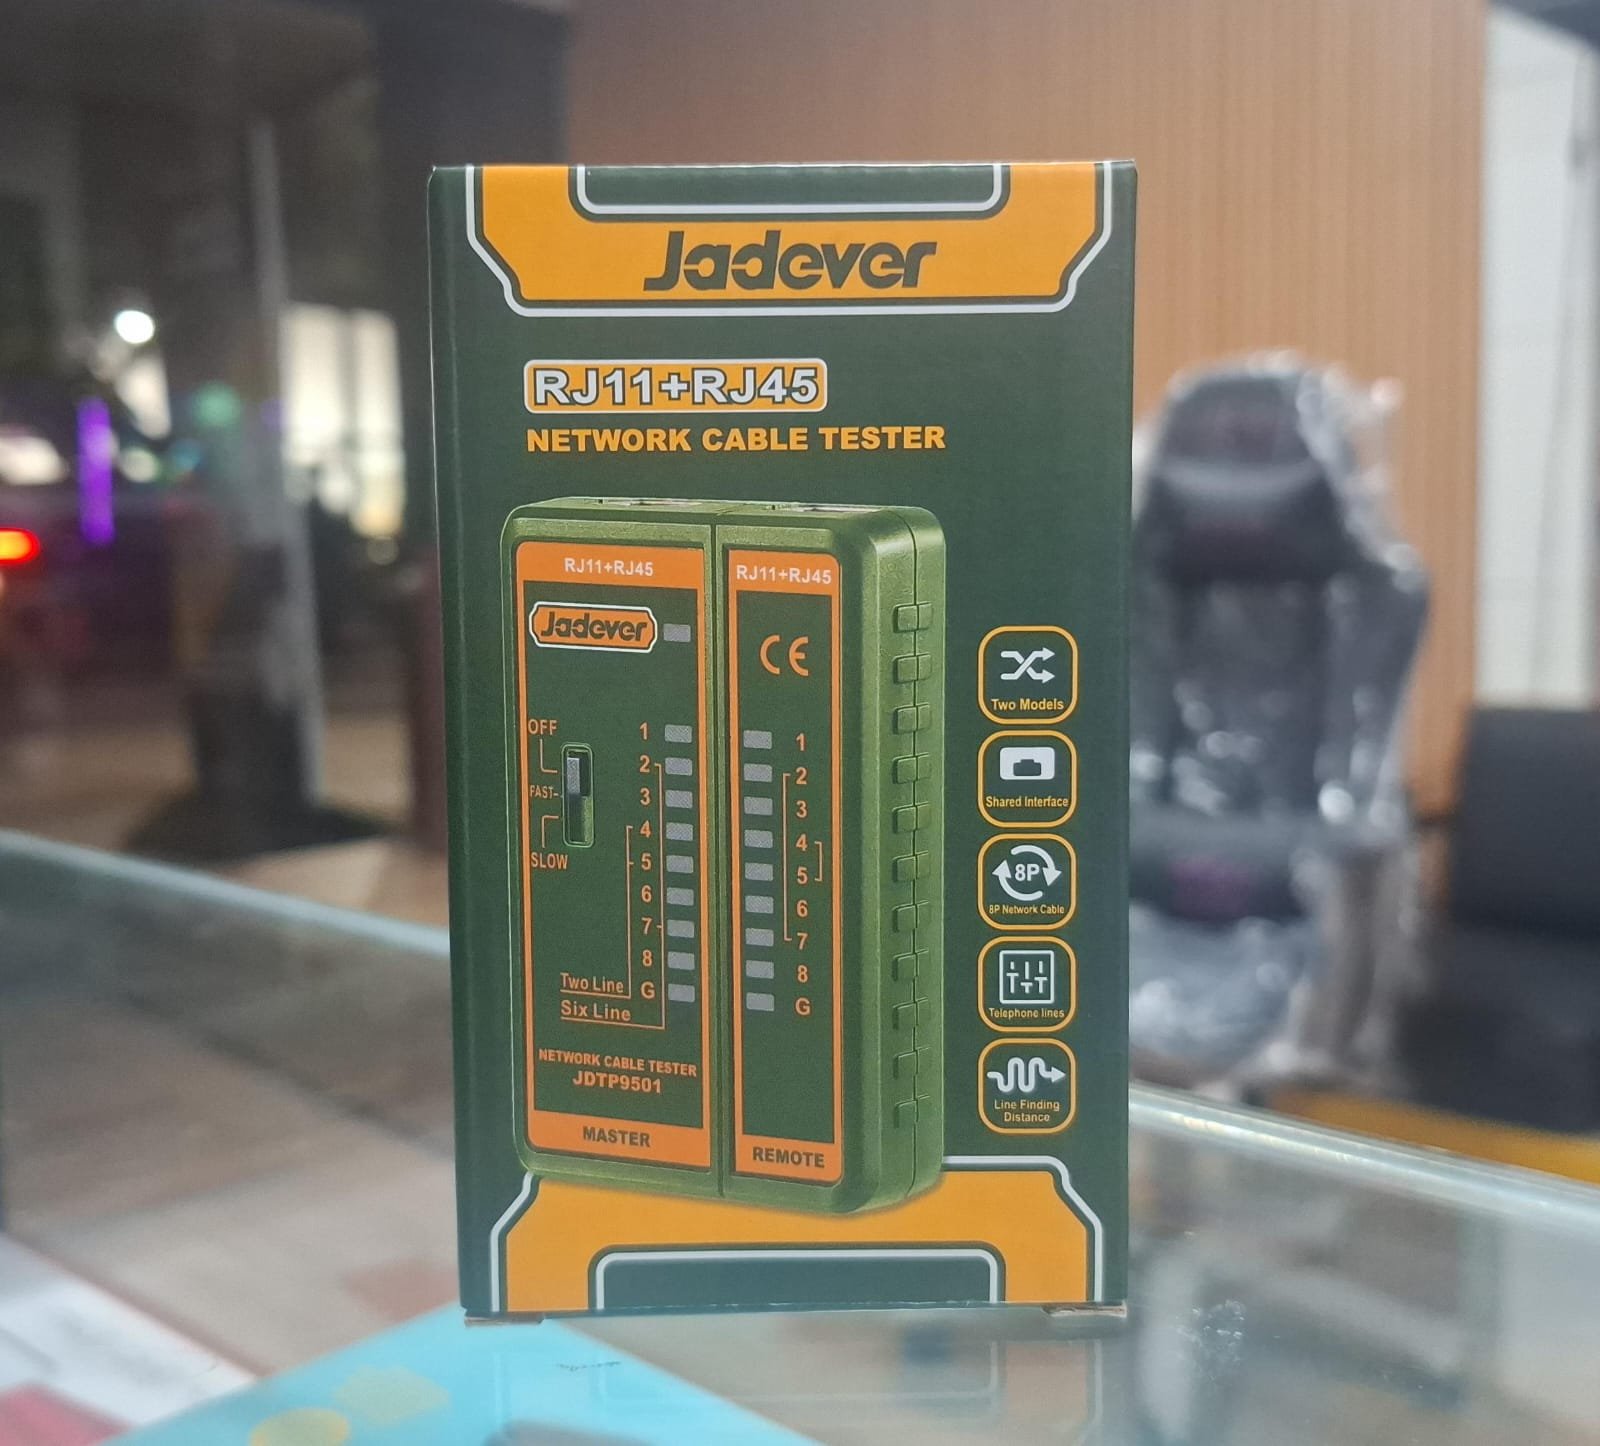 Jadever
RJ11+RJ45
NETWORK CABLE TESTER
RJ11+RJ45
Jadever
OFF
FAST
SLOW
1
2
3
4
5
6
7
8
G
Two Line
Six Line
NETWORK CABLE TESTER
JDTP9501
MASTER
RJ11+RJ45
CE
1
2
3
4
5
6
7
8
G
REMOTE
Two Models
Shared Interface
8P
8P Network Cable
Telephone lines
Line Finding
Distance